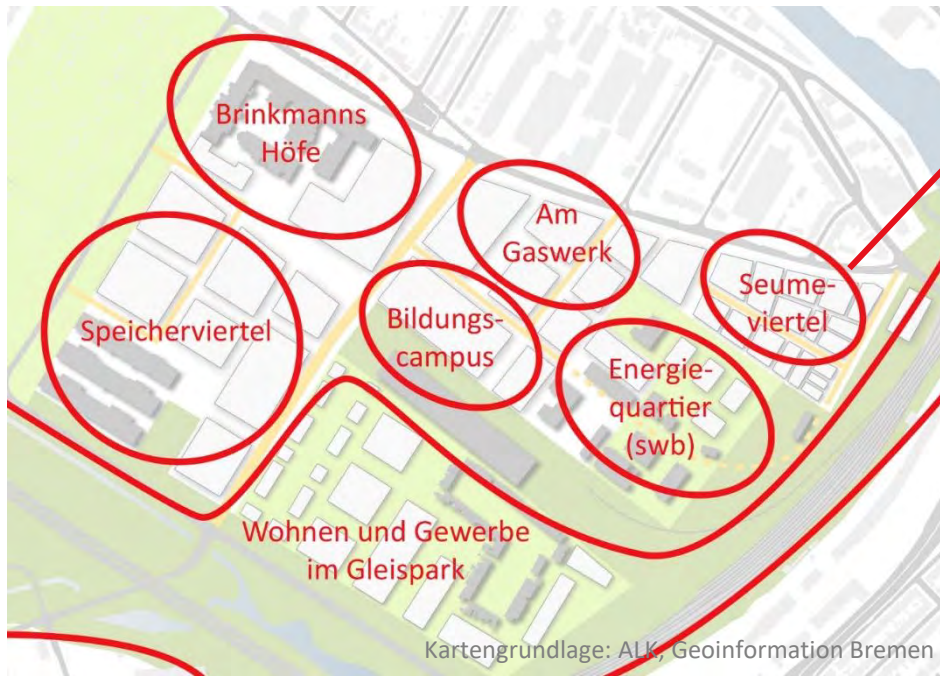 Brinkmanns
Höfe
Am
Gaswerk
Seume-
viertel
Speicherviertel
Bildungs-
campus
Energie-
quartier
(swb)
Wohnen und Gewerbe
im Gleispark
Kartengrundlage: ALK, Geoinformation Bremen